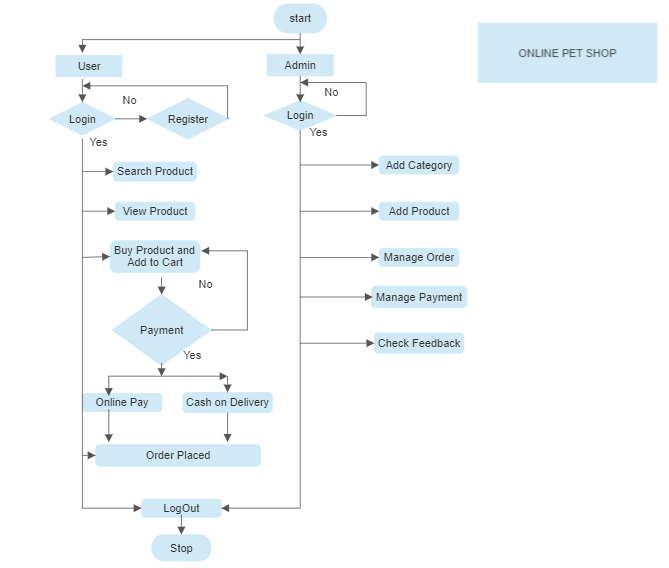 start
ONLINE PET SHOP
User
Admin
No
No
Login
Register
Login
Yes
Yes
Search Product
Add Category
View Product
Add Product
Buy Product and
Add to Cart
Manage Order
No
Manage Payment
Payment
Check Feedback
Yes
Online Pay
Cash on Delivery
Order Placed
LogOut
Stop